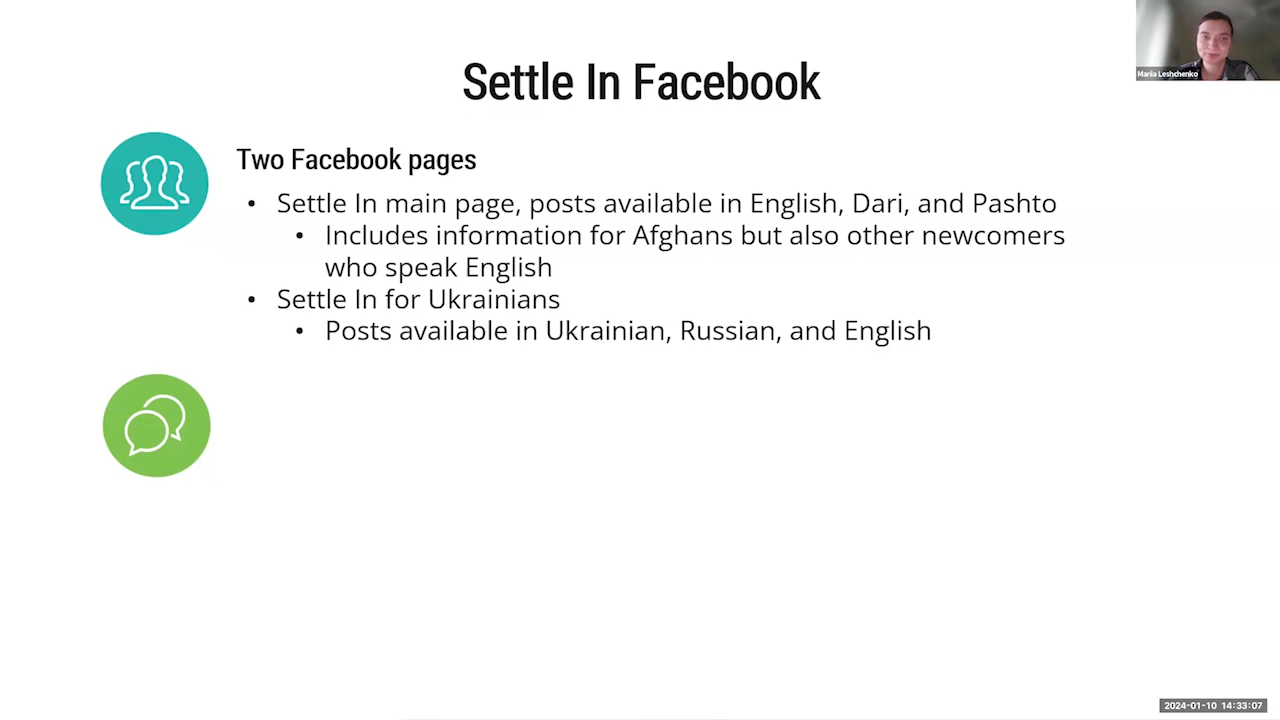 Settle In Facebook
Maria Leshchenko
Two Facebook pages
• Settle In main page, posts available in English, Dari, and Pashto
• Includes information for Afghans but also other newcomers
who speak English
• Settle In for Ukrainians
• Posts available in Ukrainian, Russian, and English
2024-01-10 14:33:07